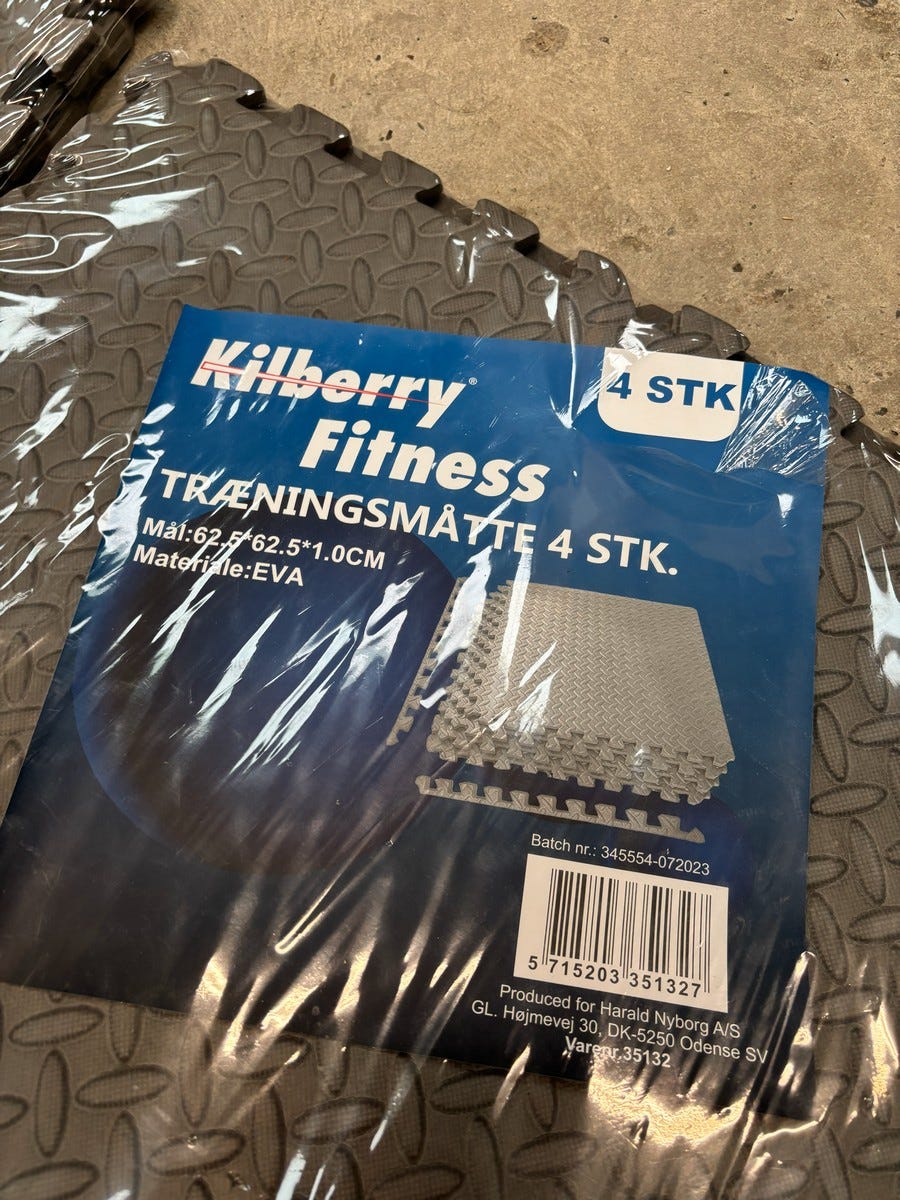 Kilberry®
Fitness
4 STK
TRÆNINGSMÅTTE 4 STK.
Mål:62.5*62.5*1.0CM
Materiale:EVA
Batch nr.: 345554-072023
5 715203 351327
Produced for Harald Nyborg A/S
GL. Højmevej 30, DK-5250 Odense SV
Varenr.35132